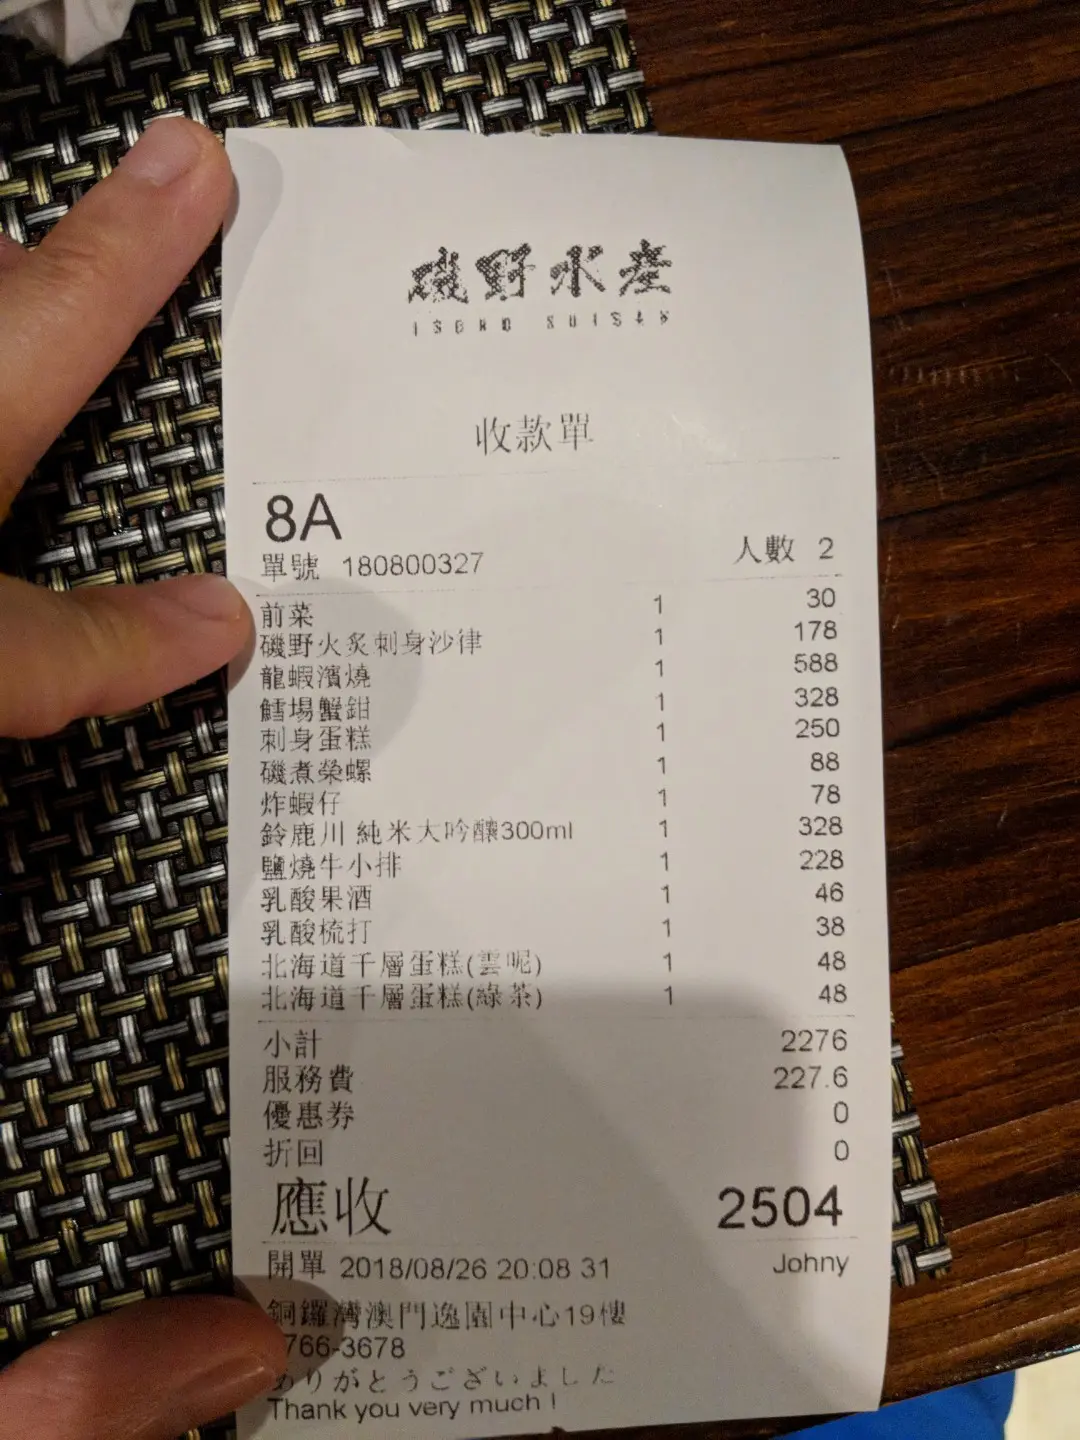 磯野水産
ISONO SUISAN
收款單
8A
單號 180800327 人數 2
前菜 1 30
磯野火炙刺身沙律 1 178
龍蝦濱燒 1 588
鱈場蟹鉗 1 328
刺身蛋糕 1 250
磯煮榮螺 1 88
炸蝦仔 1 78
鈴鹿川 純米大吟釀300ml 1 328
鹽燒牛小排 1 228
乳酸果酒 1 46
乳酸梳打 1 38
北海道千層蛋糕(雲呢) 1 48
北海道千層蛋糕(綠茶) 1 48
小計 2276
服務費 227.6
優惠券 0
折回 0
應收 2504
開單 2018/08/26 20:08 31 Johny
銅鑼灣澳門逸園中心19樓
766-3678
ありがとうございました
Thank you very much !